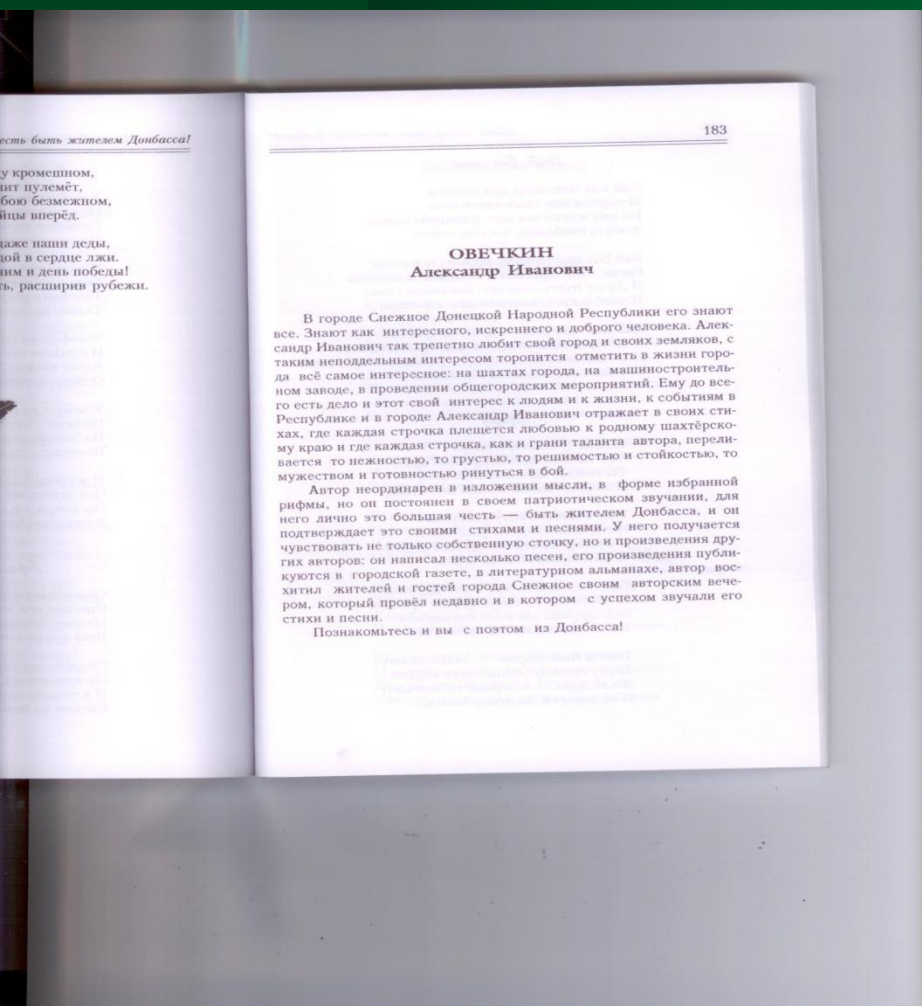 есть быть жителем Донбасса!
у кромешном,
пулемёт,
бою безмежном,
вперёд.
даже наши деды,
в сердце лжи.
и день победы!
расширив рубежи.
183
ОВЕЧКИН
Александр Иванович
В городе Снежное Донецкой Народной Республики его знают
все. Знают как интересного, искреннего и доброго человека. Алек-
сандр Иванович так трепетно любит свой город и своих земляков, с
таким неподдельным интересом торопится отметить в жизни горо-
да всё самое интересное: на шахтах города, на машиностроитель-
ном заводе, в проведении общегородских мероприятий. Ему до все-
го есть дело и этот свой интерес к людям и к жизни, к событиям в
Республике и в городе Александр Иванович отражает в своих сти-
хах, где каждая строчка плещется любовью к родному шахтёрско-
му краю и где каждая строчка, как и грани таланта автора, перели-
вается то нежностью, то грустью, то решимостью и стойкостью, то
мужеством и готовностью ринуться в бой.
Автор неординарен в изложении мысли, в форме избранной
рифмы, но он постоянен в своем патриотическом звучании, для
него лично это большая честь — быть жителем Донбасса, и он
подтверждает это своими стихами и песнями. У него получается
чувствовать не только собственную сточку, но и произведения дру-
гих авторов: он написал несколько песен, его произведения публи-
куются в городской газете, в литературном альманахе, автор вос-
хитил жителей и гостей города Снежное своим авторским вече-
ром, который провёл недавно и в котором с успехом звучали его
стихи и песни.
Познакомьтесь и вы с поэтом из Донбасса!